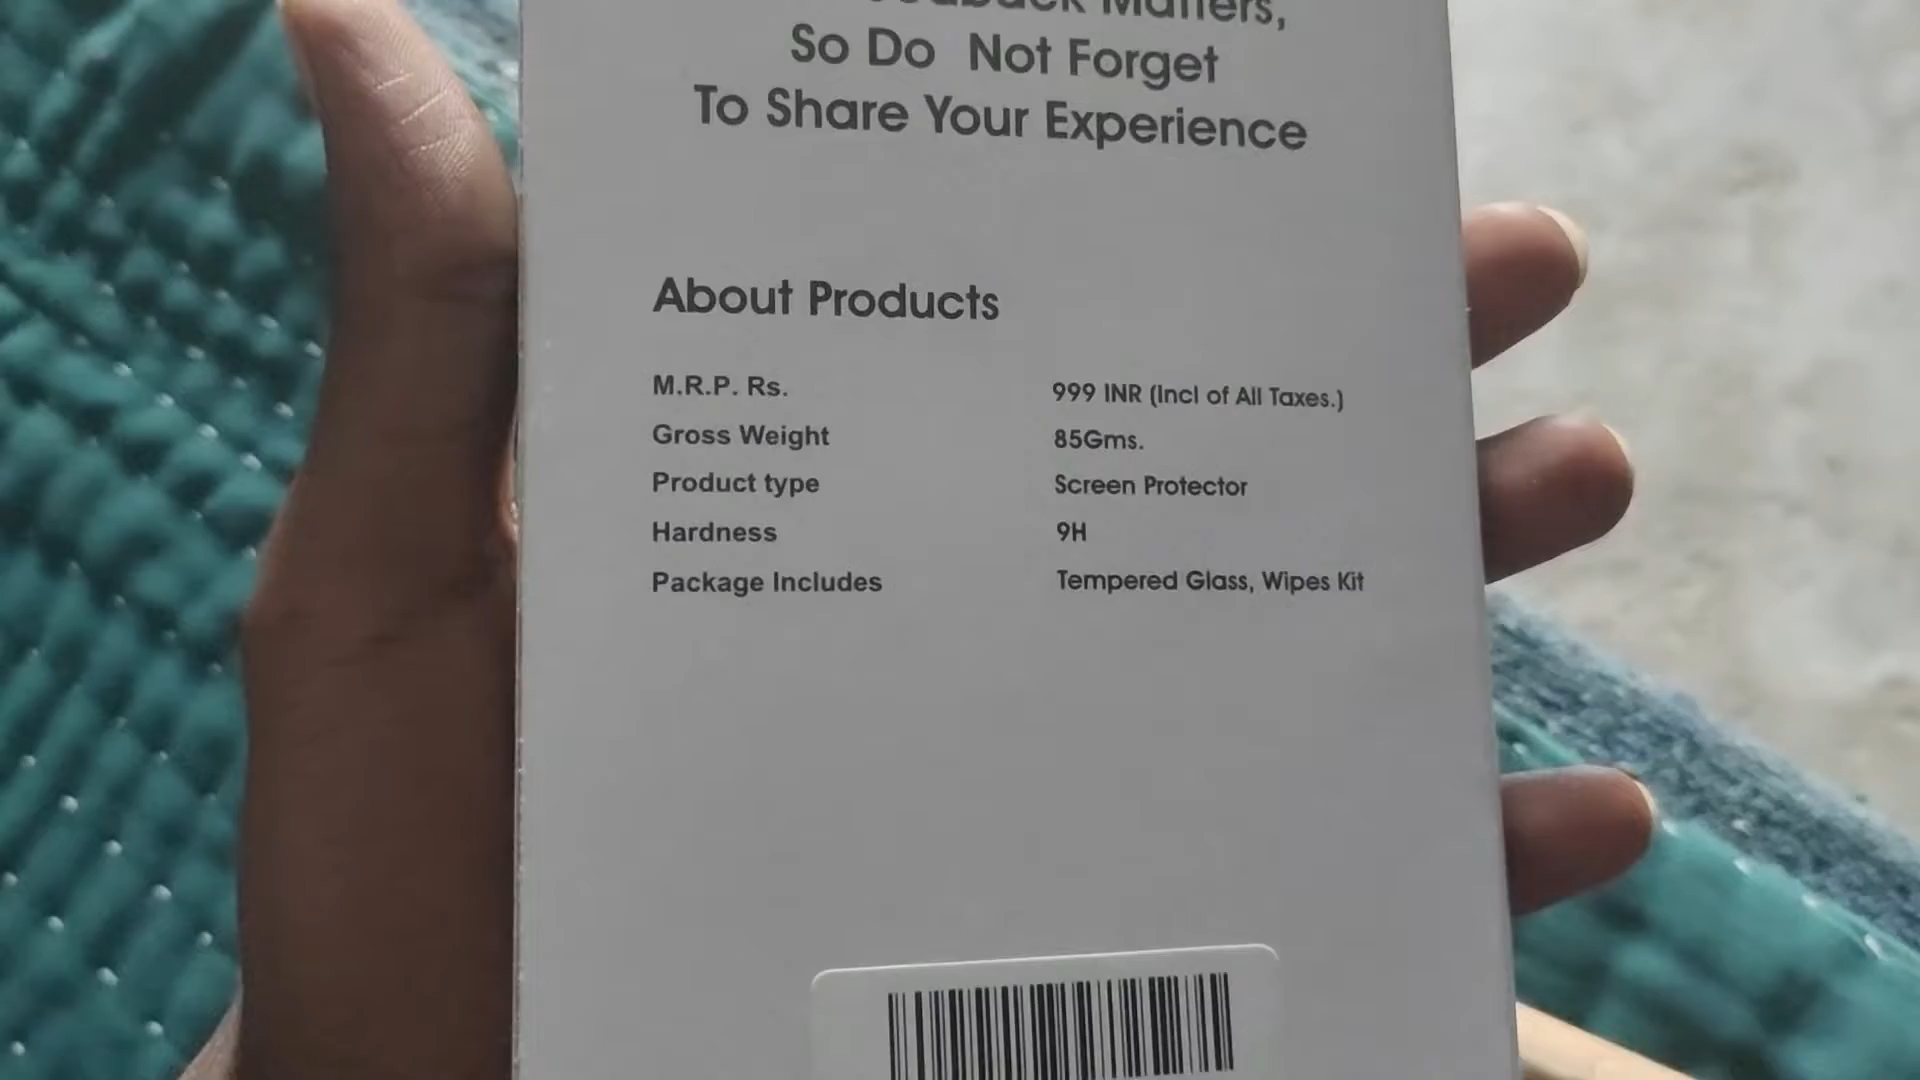 Matters,
So Do Not Forget
To Share Your Experience
About Products
M.R.P. Rs. 999 INR (Incl of All Taxes.)
Gross Weight 85Gms.
Product type Screen Protector
Hardness 9H
Package Includes Tempered Glass, Wipes Kit